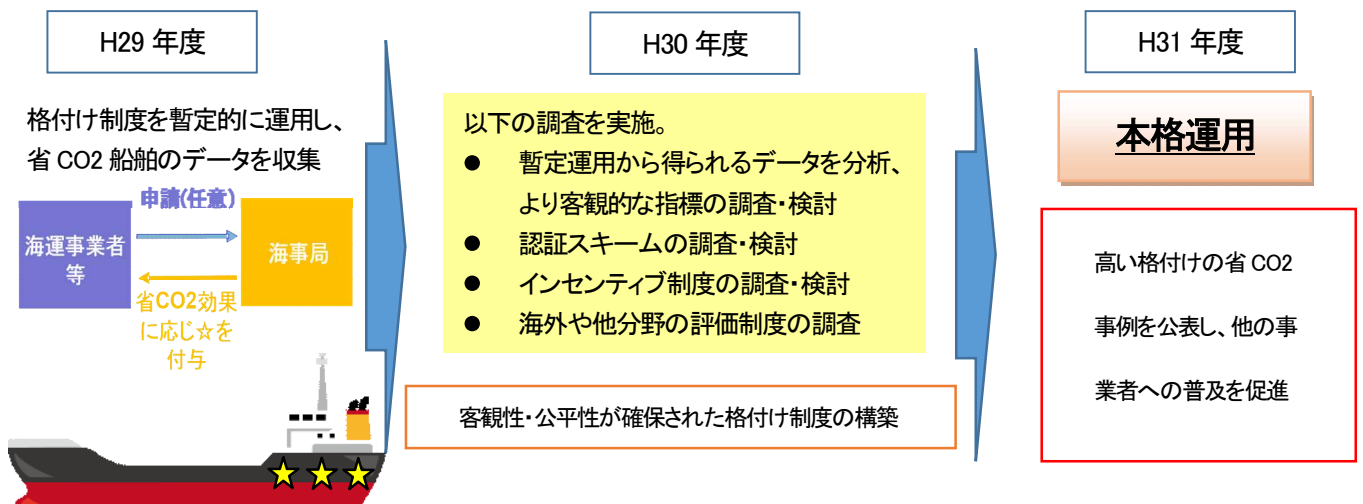 H29 年度
格付け制度を暫定的に運用し、
省 CO2 船舶のデータを収集
申請(任意)
海運事業者
等
海事局
省CO2効果
に応じ☆を
付与
H30 年度
以下の調査を実施。
● 暫定運用から得られるデータを分析、
より客観的な指標の調査・検討
● 認証スキームの調査・検討
● インセンティブ制度の調査・検討
● 海外や他分野の評価制度の調査
客観性・公平性が確保された格付け制度の構築
H31 年度
本格運用
高い格付けの省 CO2
事例を公表し、他の事
業者への普及を促進